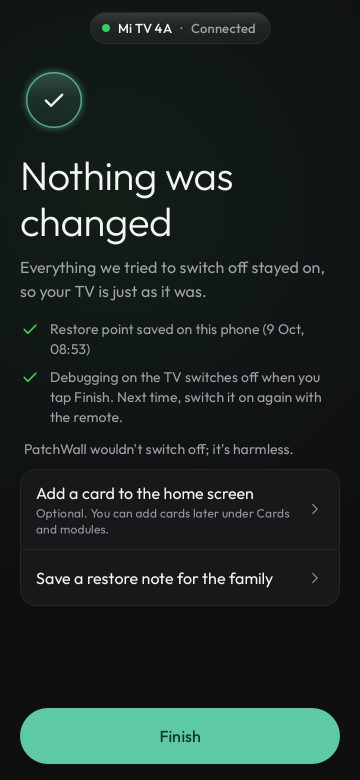 Mi TV 4A · Connected
Nothing was
changed
Everything we tried to switch off stayed on,
so your TV is just as it was.
Restore point saved on this phone (9 Oct,
08:53)
Debugging on the TV switches off when you
tap Finish. Next time, switch it on again with
the remote.
PatchWall wouldn't switch off; it's harmless.
Add a card to the home screen
Optional. You can add cards later under Cards
and modules.
Save a restore note for the family
Finish